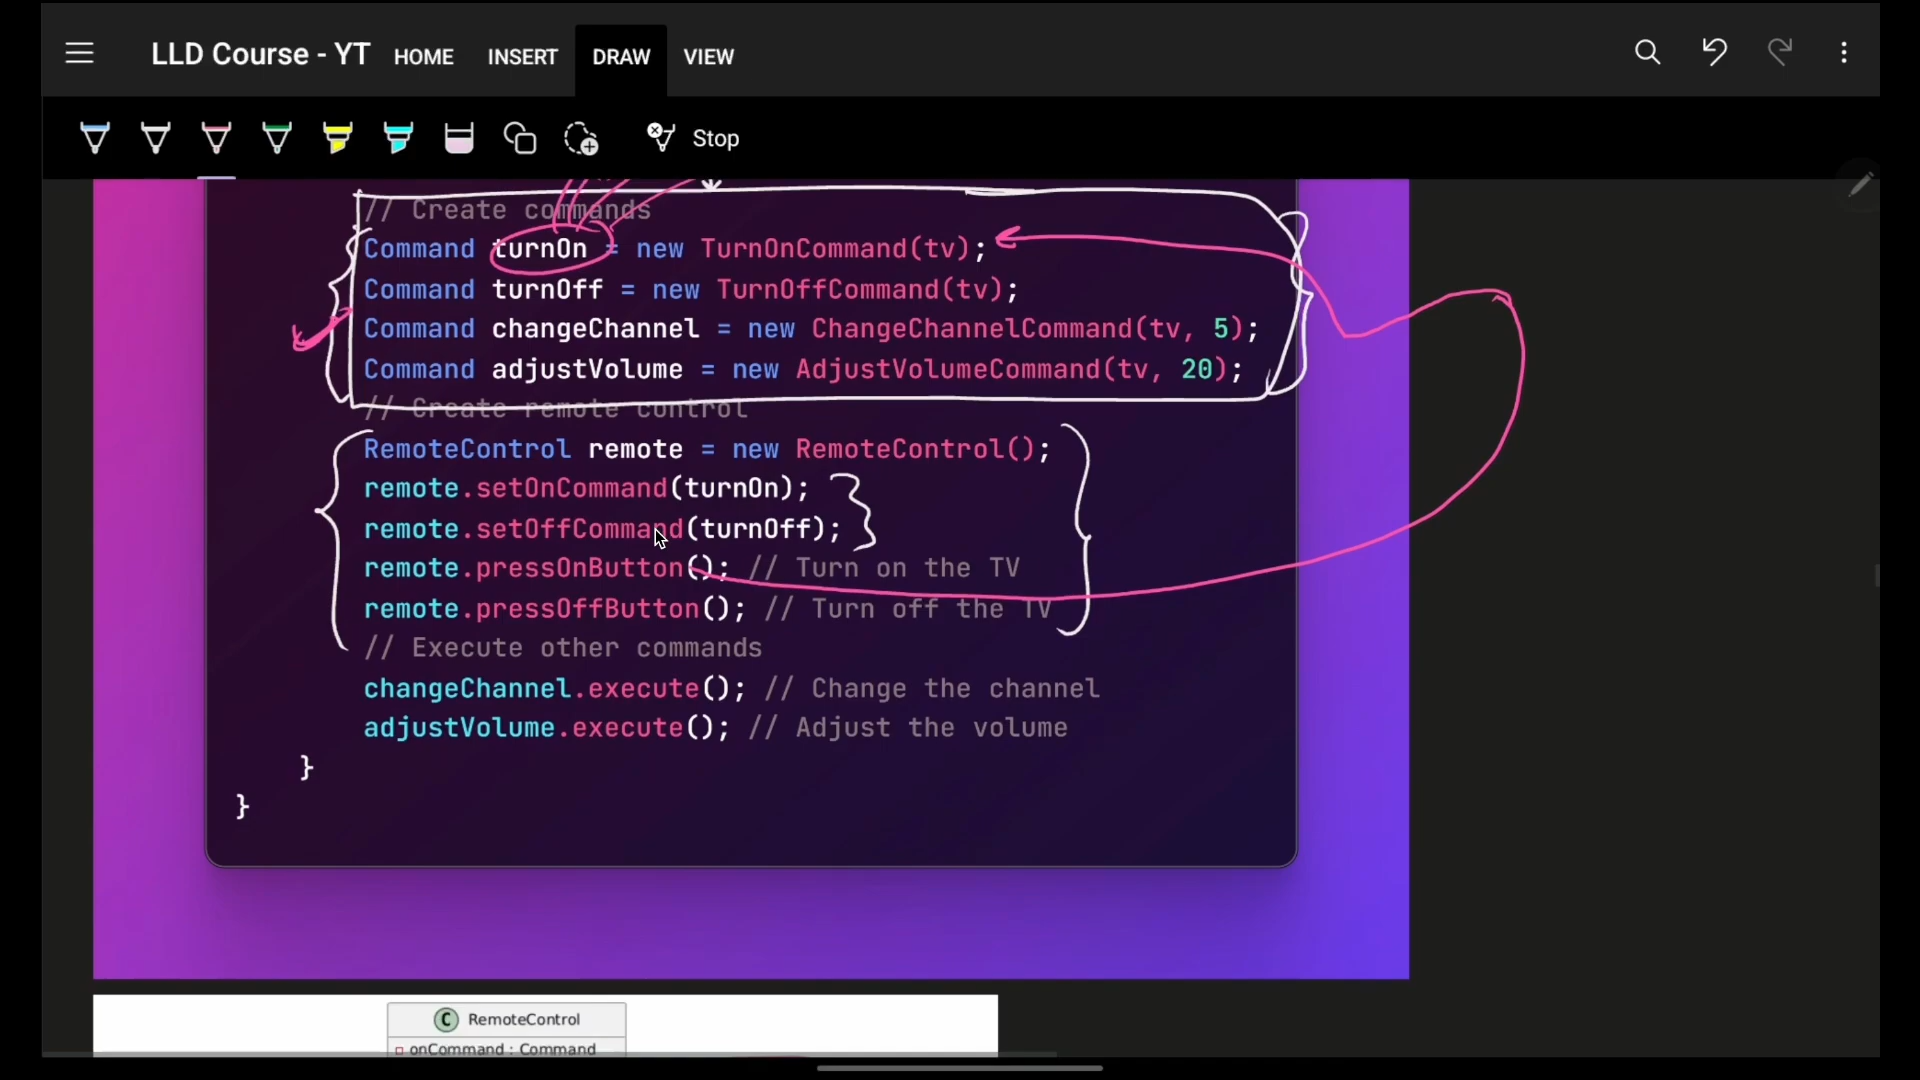 LLD Course - YT HOME INSERT DRAW VIEW
Stop
// Create commands
Command turnOn = new TurnOnCommand(tv);
Command turnOff = new TurnOffCommand(tv);
Command changeChannel = new ChangeChannelCommand(tv, 5);
Command adjustVolume = new AdjustVolumeCommand(tv, 20);
// Create remote control
RemoteControl remote = new RemoteControl();
remote.setOnCommand(turnOn);
remote.setOffCommand(turnOff);
remote.pressOnButton(); // Turn on the TV
remote.pressOffButton(); // Turn off the TV
// Execute other commands
changeChannel.execute(); // Change the channel
adjustVolume.execute(); // Adjust the volume
}
}
C RemoteControl
onCommand : Command